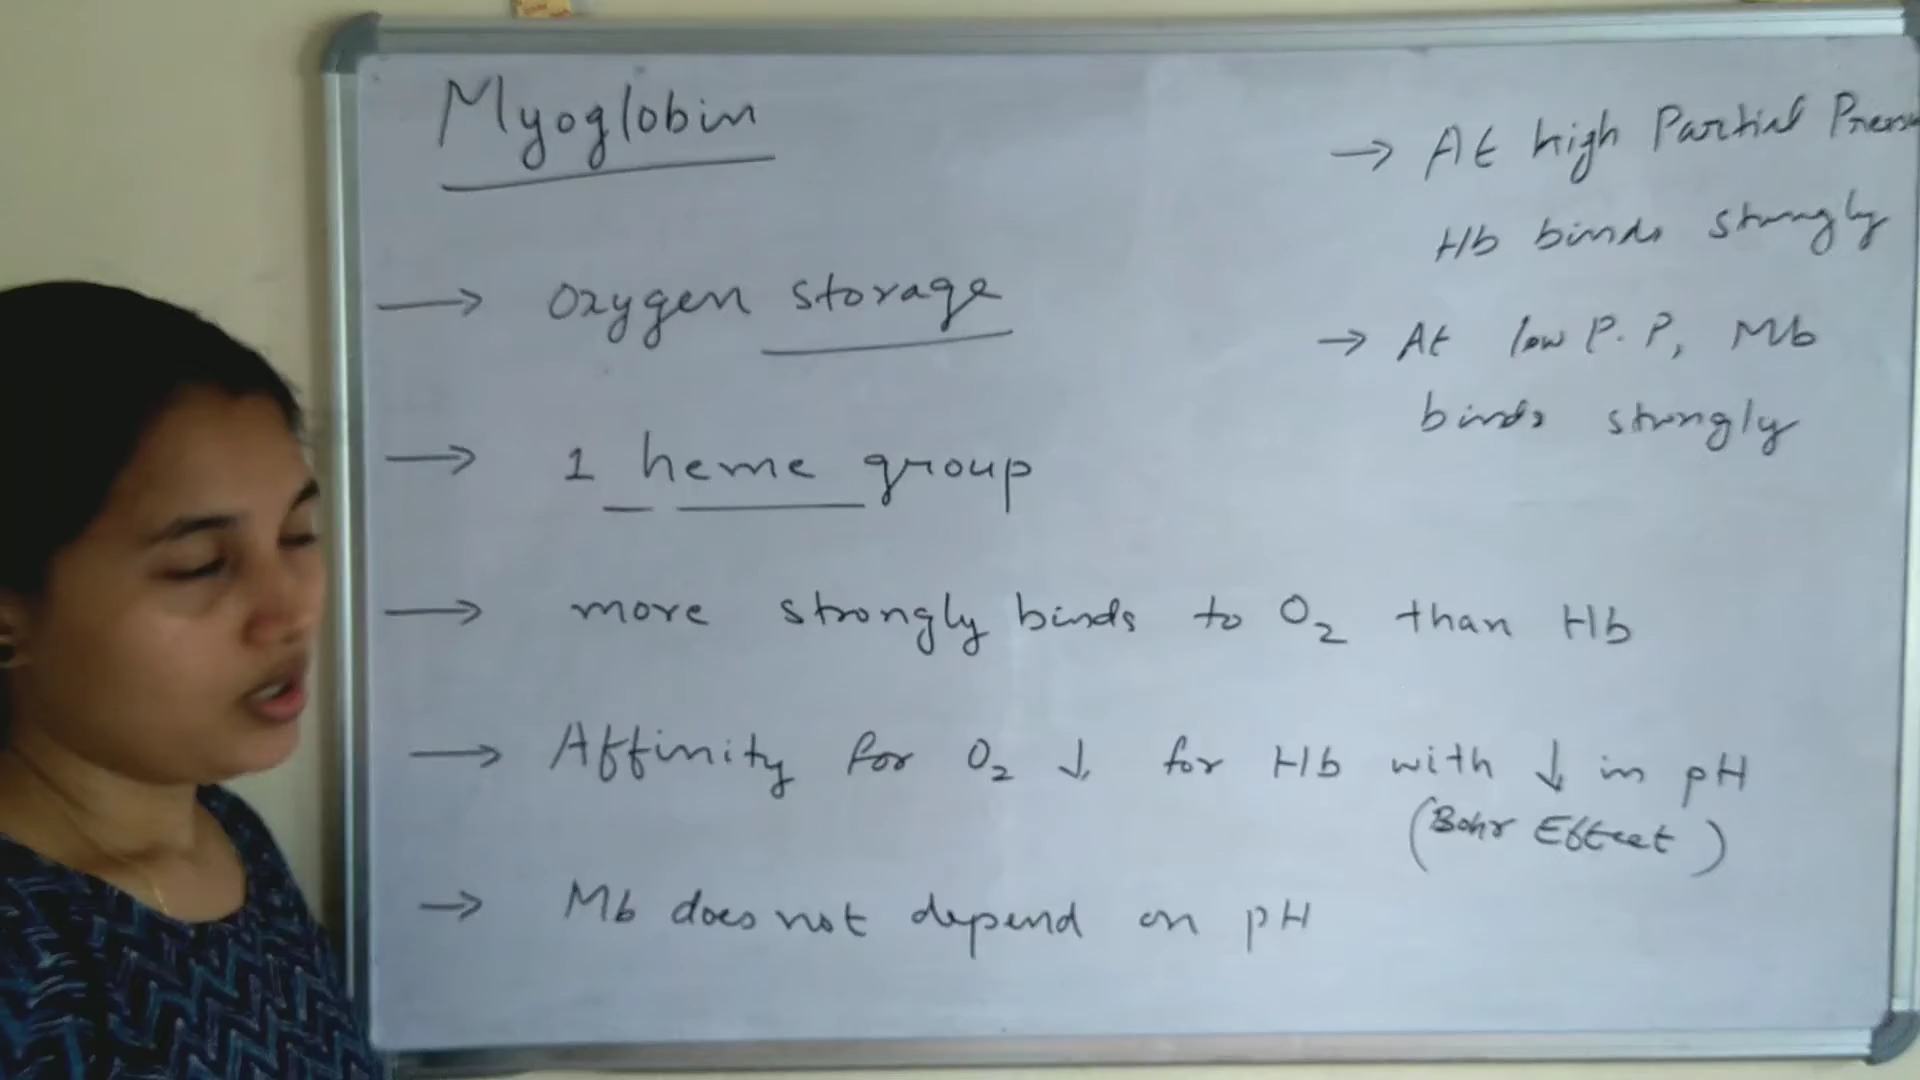 Myoglobin
→ Oxygen storage
→ 1 heme group
→ more strongly binds to O₂ than Hb
→ Affinity for O₂ ↓ for Hb with ↓ in pH
(Bohr Effect)
→ Mb does not depend on pH
→ At high Partial
Hb binds strongly
→ At low P.P, Mb
binds strongly